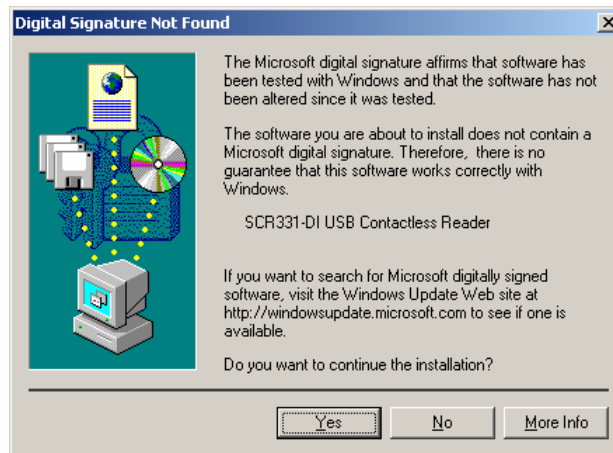 Digital Signature Not Found
The Microsoft digital signature affirms that software has
been tested with Windows and that the software has not
been altered since it was tested.
The software you are about to install does not contain a
Microsoft digital signature. Therefore, there is no
guarantee that this software works correctly with
Windows.
SCR331-DI USB Contactless Reader
If you want to search for Microsoft digitally signed
software, visit the Windows Update Web site at
http://windowsupdate.microsoft.com to see if one is
available.
Do you want to continue the installation?
Yes No More Info